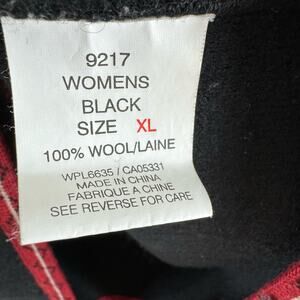 9217
WOMENS
BLACK
SIZE XL
100% WOOL/LAINE
WPL6635 / CA05331
MADE IN CHINA
FABRIQUE A CHINE
SEE REVERSE FOR CARE